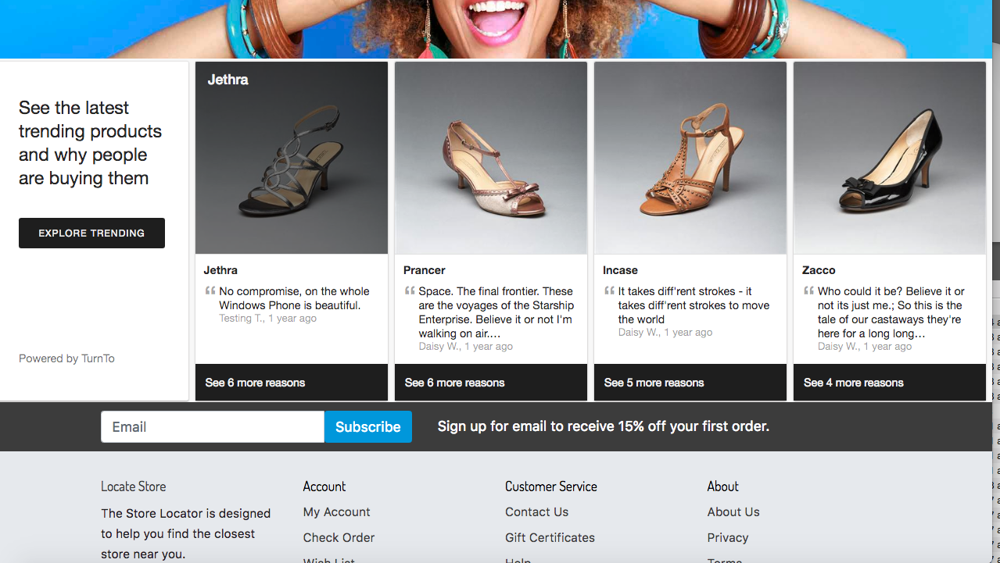 See the latest
trending products
and why people
are buying them
EXPLORE TRENDING
Powered by TurnTo
Jethra
Jethra
“ No compromise, on the whole
Windows Phone is beautiful.
Testing T., 1 year ago
See 6 more reasons
Prancer
“ Space. The final frontier. These
are the voyages of the Starship
Enterprise. Believe it or not I'm
walking on air....
Daisy W., 1 year ago
See 6 more reasons
Incase
“ It takes diff'rent strokes - it
takes diff'rent strokes to move
the world
Daisy W., 1 year ago
See 5 more reasons
Zacco
“ Who could it be? Believe it or
not its just me.; So this is the
tale of our castaways they're
here for a long long...
Daisy W., 1 year ago
See 4 more reasons
Email
Subscribe
Sign up for email to receive 15% off your first order.
Locate Store
The Store Locator is designed
to help you find the closest
store near you.
Account
My Account
Check Order
Wish List
Customer Service
Contact Us
Gift Certificates
Help
About
About Us
Privacy
Terms